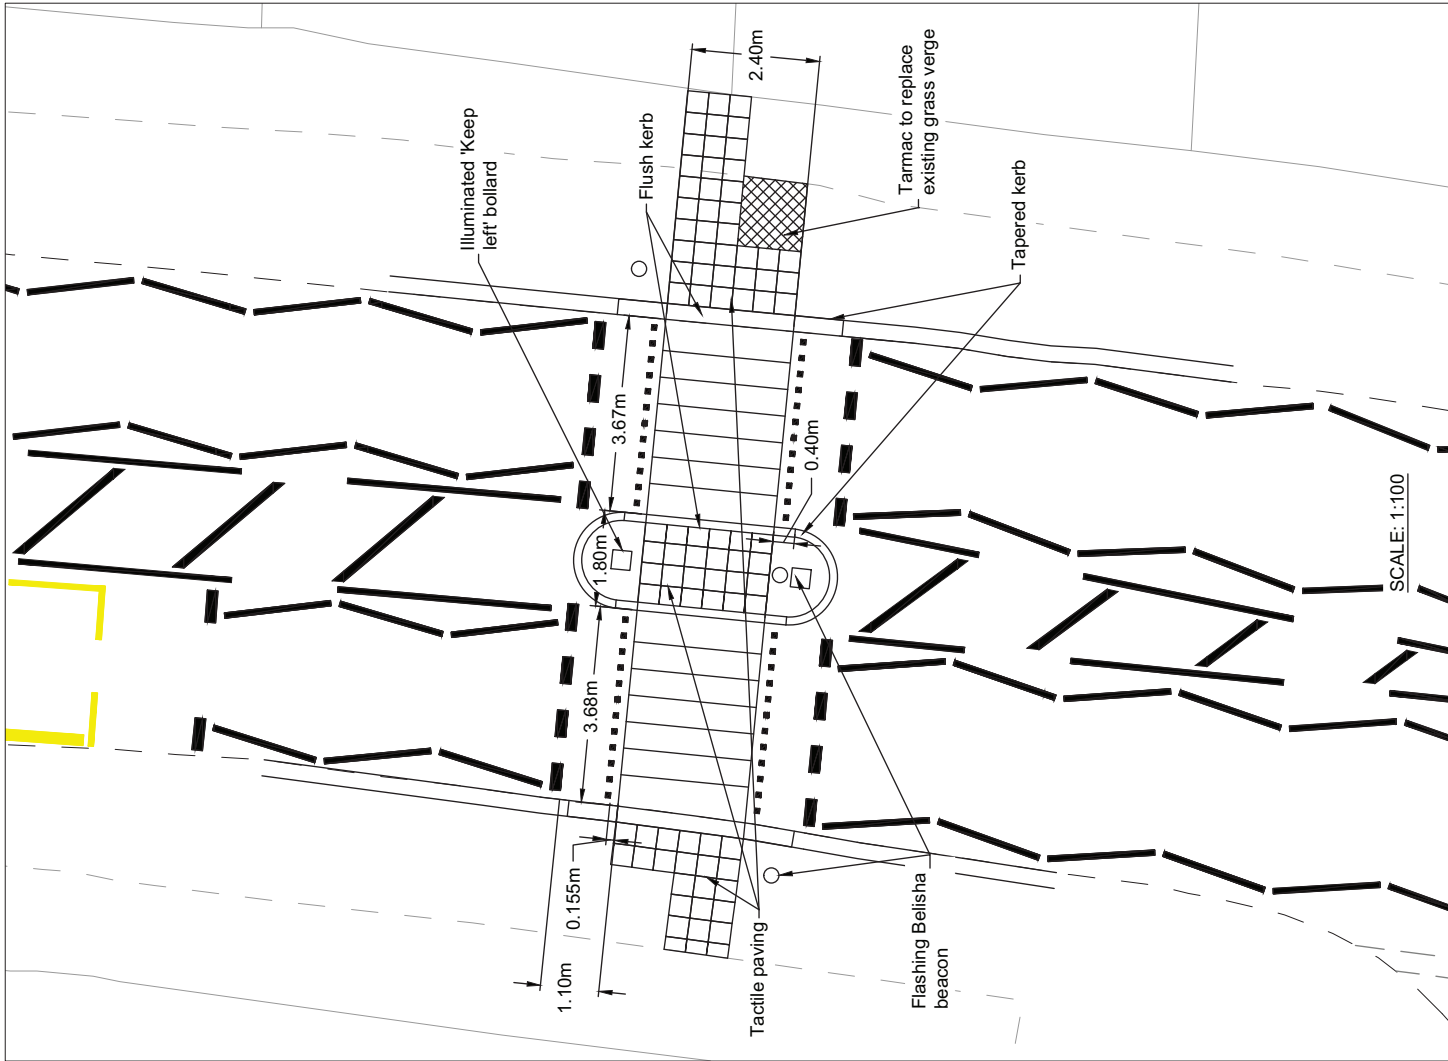 2.40m
Illuminated 'Keep
left' bollard
Flush kerb
Tarmac to replace
existing grass verge
Tapered kerb
3.67m
0.40m
1.80m
3.68m
0.155m
1.10m
Tactile paving
Flashing Belisha
beacon
SCALE: 1:100